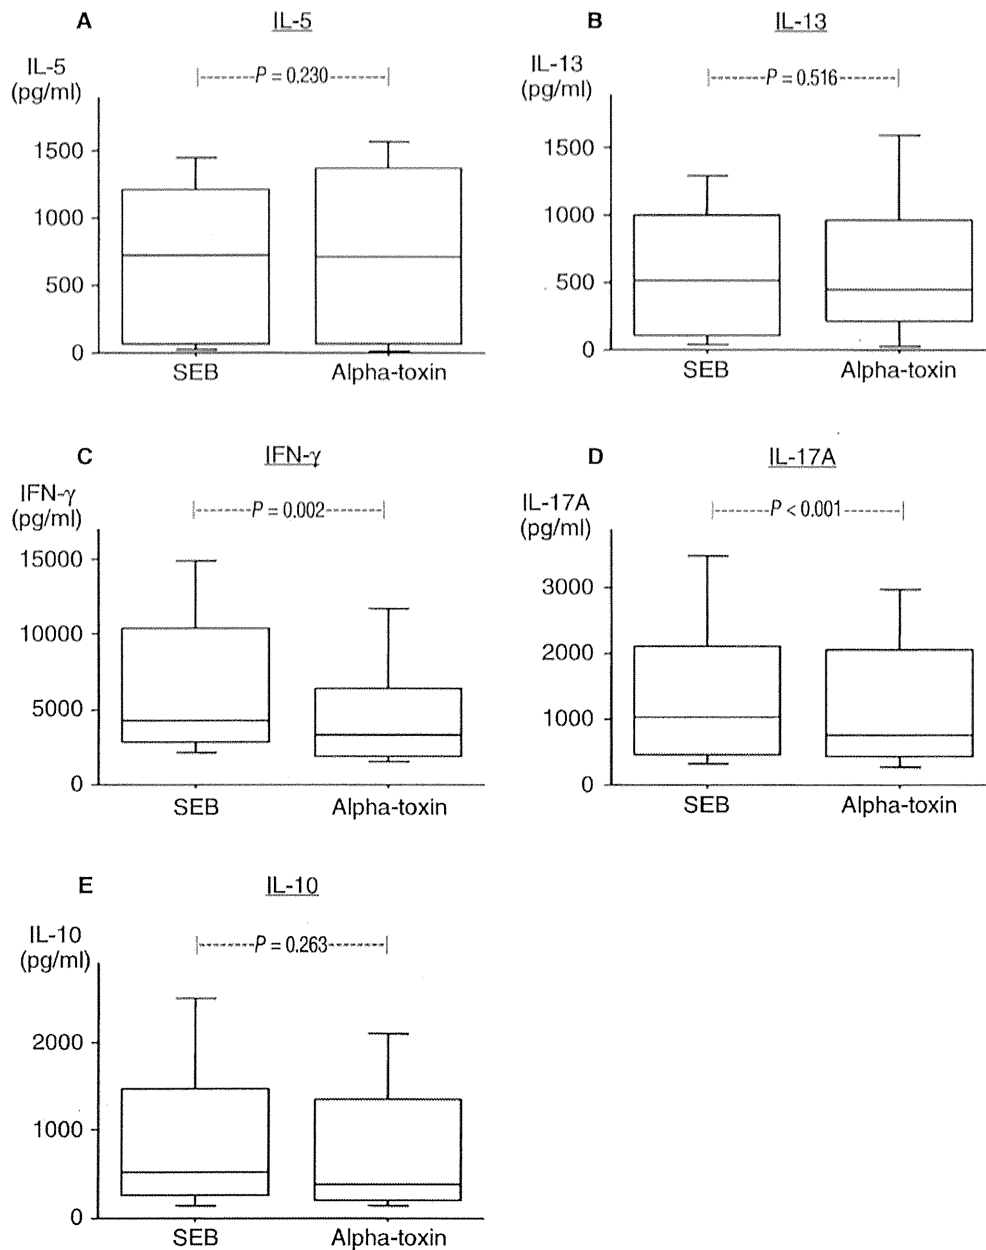 A IL-5
IL-5
(pg/ml)
P = 0.230
1500
1000
500
0
SEB Alpha-toxin
B IL-13
IL-13
(pg/ml)
P = 0.516
1500
1000
500
0
SEB Alpha-toxin
C IFN-γ
IFN-γ
(pg/ml)
P = 0.002
15000
10000
5000
0
SEB Alpha-toxin
D IL-17A
IL-17A
(pg/ml)
P < 0.001
3000
2000
1000
0
SEB Alpha-toxin
E IL-10
IL-10
(pg/ml)
P = 0.263
2000
1000
0
SEB Alpha-toxin